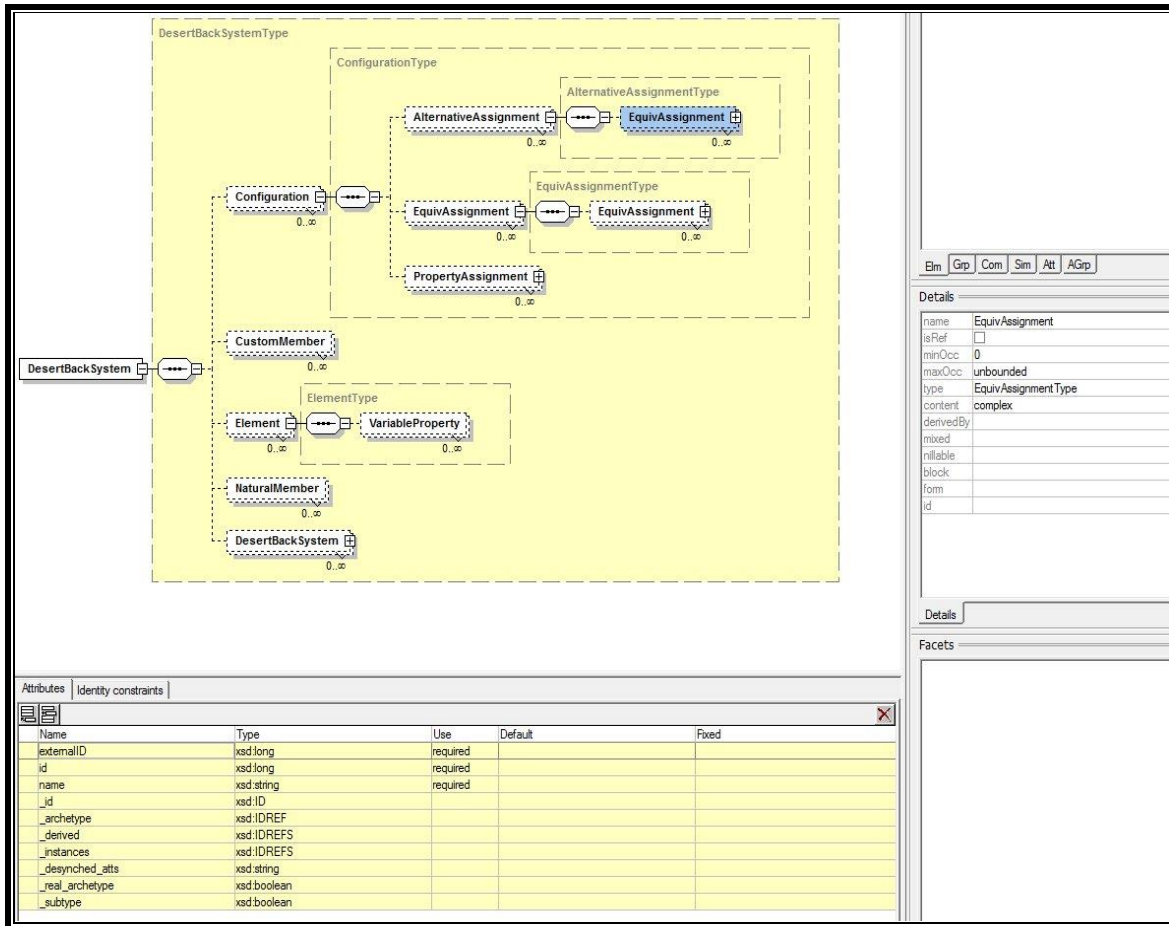 DesertBackSystemType
ConfigurationType
AlternativeAssignmentType
AlternativeAssignment
EquivAssignment
0..∞
0..∞
EquivAssignmentType
Configuration
0..∞
EquivAssignment
EquivAssignment
0..∞
0..∞
PropertyAssignment
0..∞
CustomMember
0..∞
DesertBackSystem
ElementType
Element
VariableProperty
0..∞
0..∞
NaturalMember
0..∞
DesertBackSystem
0..∞
Elm Grp Com Sim Att AGrp
Details
name EquivAssignment
isRef
minOcc 0
maxOcc unbounded
type EquivAssignmentType
content complex
derivedBy
mixed
nillable
block
form
id
Details
Facets
Attributes Identity constraints
Name Type Use Default Fixed
externalID xsd:long required
id xsd:long required
name xsd:string required
_id xsd:ID
_archetype xsd:IDREF
_derived xsd:IDREFS
_instances xsd:IDREFS
_desynched_atts xsd:string
_real_archetype xsd:boolean
_subtype xsd:boolean